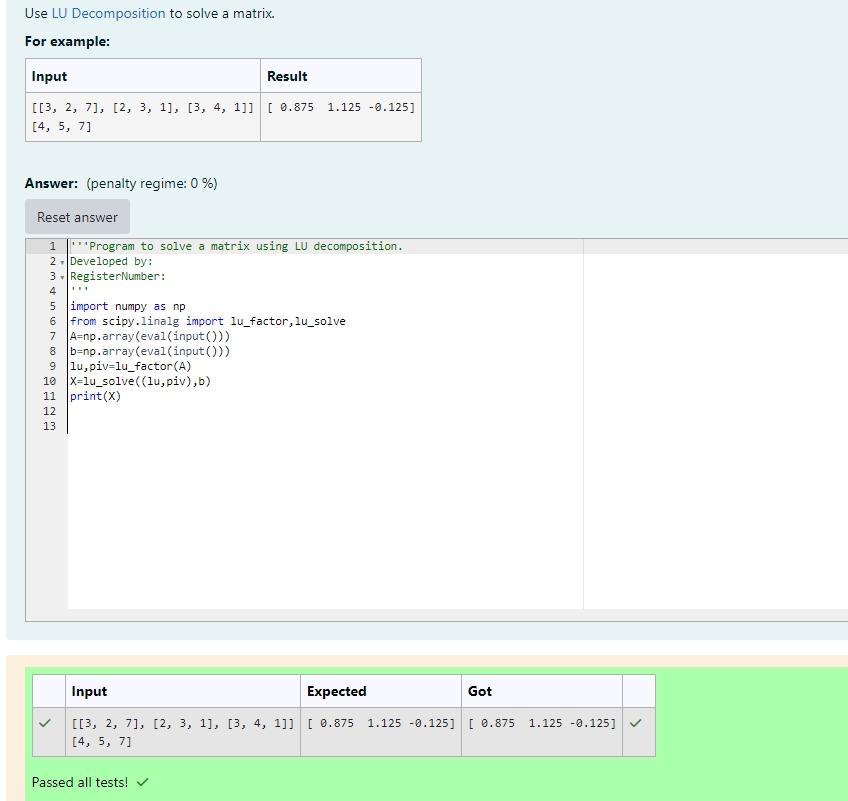 Use LU Decomposition to solve a matrix.
For example:
Input Result
[[3, 2, 7], [2, 3, 1], [3, 4, 1]] [ 0.875  1.125 -0.125]
[4, 5, 7]
Answer: (penalty regime: 0 %)
Reset answer
1 '''Program to solve a matrix using LU decomposition.
2 Developed by:
3 RegisterNumber:
4 '''
5 import numpy as np
6 from scipy.linalg import lu_factor,lu_solve
7 A=np.array(eval(input()))
8 b=np.array(eval(input()))
9 lu,piv=lu_factor(A)
10 X=lu_solve((lu,piv),b)
11 print(X)
12
13
Input Expected Got
[[3, 2, 7], [2, 3, 1], [3, 4, 1]] [ 0.875  1.125 -0.125] [ 0.875  1.125 -0.125]
[4, 5, 7]
Passed all tests!